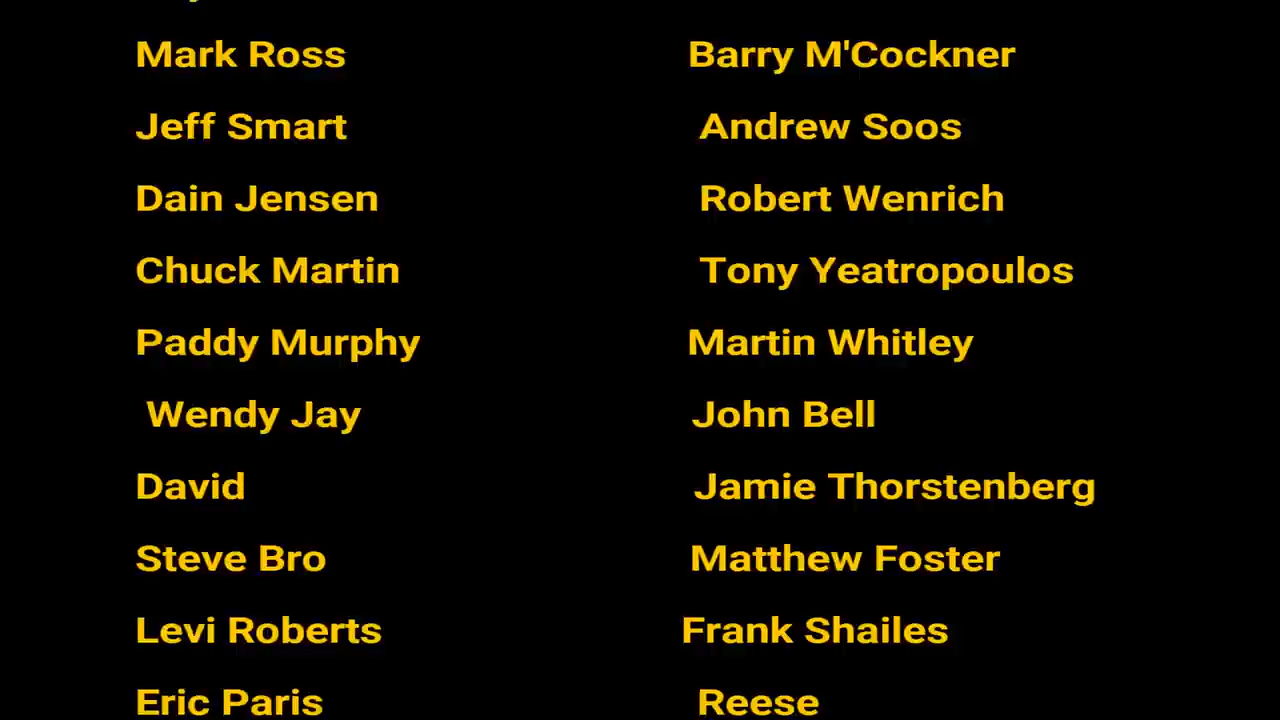 Mark Ross Barry M'Cockner
Jeff Smart Andrew Soos
Dain Jensen Robert Wenrich
Chuck Martin Tony Yeatropoulos
Paddy Murphy Martin Whitley
Wendy Jay John Bell
David Jamie Thorstenberg
Steve Bro Matthew Foster
Levi Roberts Frank Shailes
Eric Paris Reese